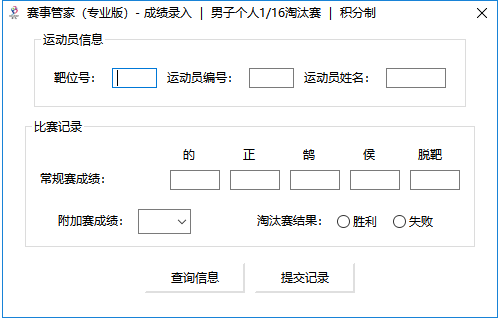 赛事管家（专业版）- 成绩录入 | 男子个人1/16淘汰赛 | 积分制
运动员信息
靶位号： 运动员编号： 运动员姓名：
比赛记录
的 正 鹄 侯 脱靶
常规赛成绩：
附加赛成绩： 淘汰赛结果： 胜利 失败
查询信息 提交记录